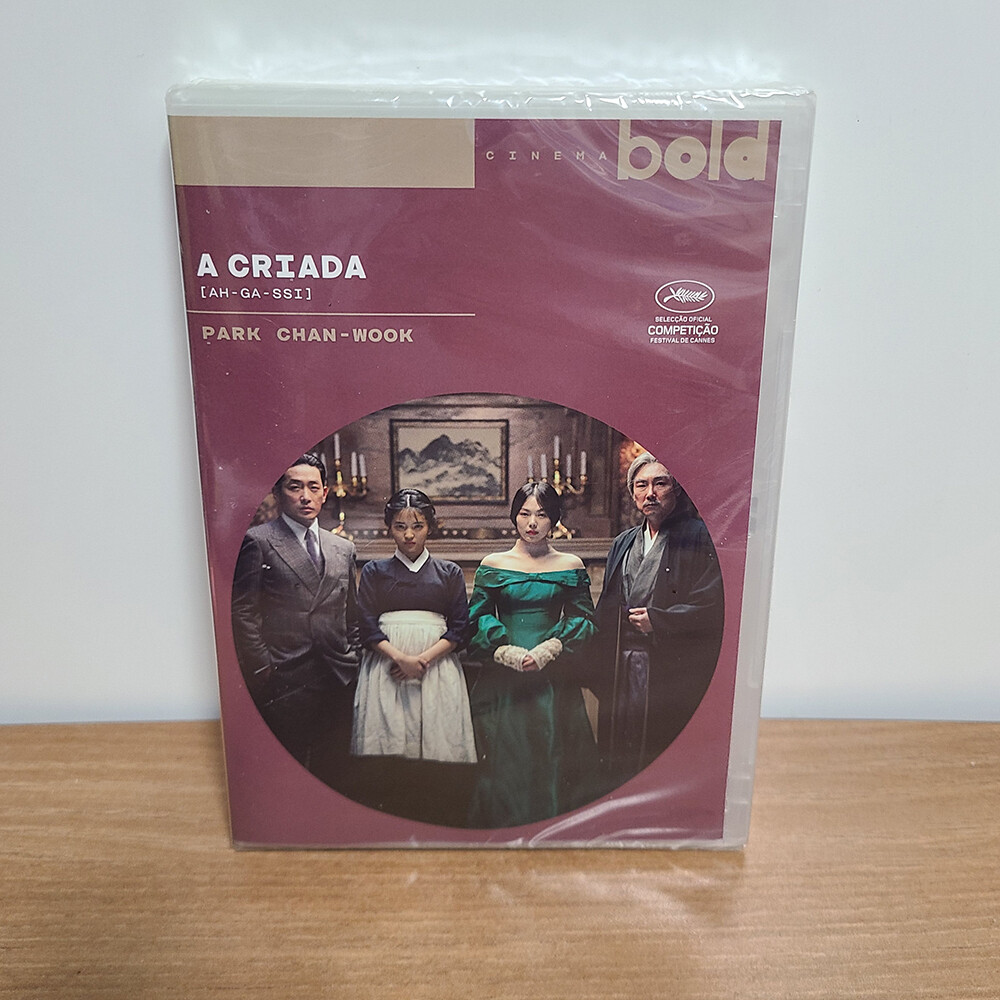 CINEMA bold
A CRIADA
[AH-GA-SSI]
PARK CHAN-WOOK
SELECÇÃO OFICIAL
COMPETIÇÃO
FESTIVAL DE CANNES